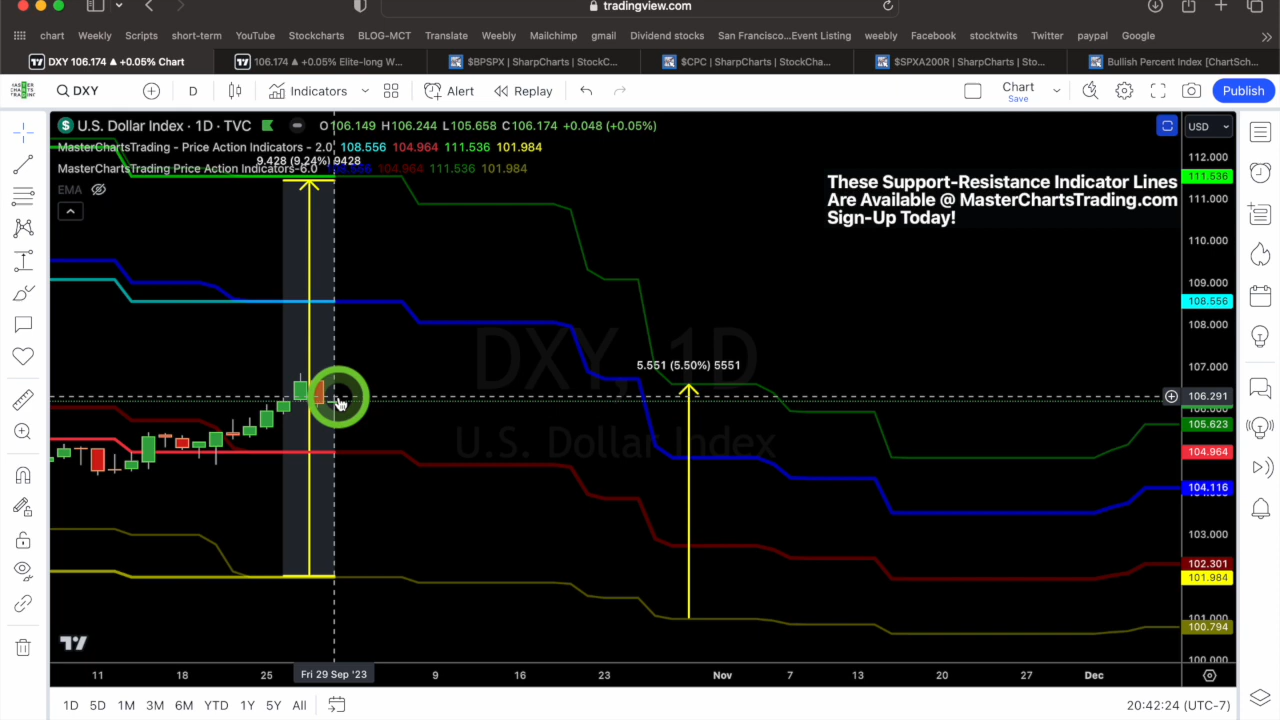 tradingview.com
chart Weekly Scripts short-term YouTube Stockcharts BLOG-MCT Translate Weebly Mailchimp gmail Dividend stocks San Francisco...Event Listing weebly Facebook stocktwits Twitter paypal Google
DXY 106.174 ▲ +0.05% Chart
106.174 ▲ +0.05% Elite-long W...
$BPSPX | SharpCharts | StockC...
$CPC | SharpCharts | StockCha...
$SPXA200R | SharpCharts | Sto...
Bullish Percent Index [ChartSch...
DXY D Indicators Alert Replay Chart Publish
Save
U.S. Dollar Index · 1D · TVC O106.149 H106.244 L105.658 C106.174 +0.048 (+0.05%) USD
MasterChartsTrading - Price Action Indicators - 2.0 108.556 104.964 111.536 101.984
9.428 (9.24%) 9428
MasterChartsTrading Price Action Indicators-6.0 104.964 111.536 101.984
EMA
These Support-Resistance Indicator Lines
Are Available @ MasterChartsTrading.com
Sign-Up Today!
112.000
111.536
111.000
110.000
109.000
108.556
108.000
107.000
106.291
106.000
105.623
104.964
104.116
103.000
102.301
101.984
101.000
100.794
100.000
DXY, 1D
5.551 (5.50%) 5551
U.S. Dollar Index
11 18 25 Fri 29 Sep '23 9 16 23 Nov 7 13 20 27 Dec
1D 5D 1M 3M 6M YTD 1Y 5Y All 20:42:24 (UTC-7)